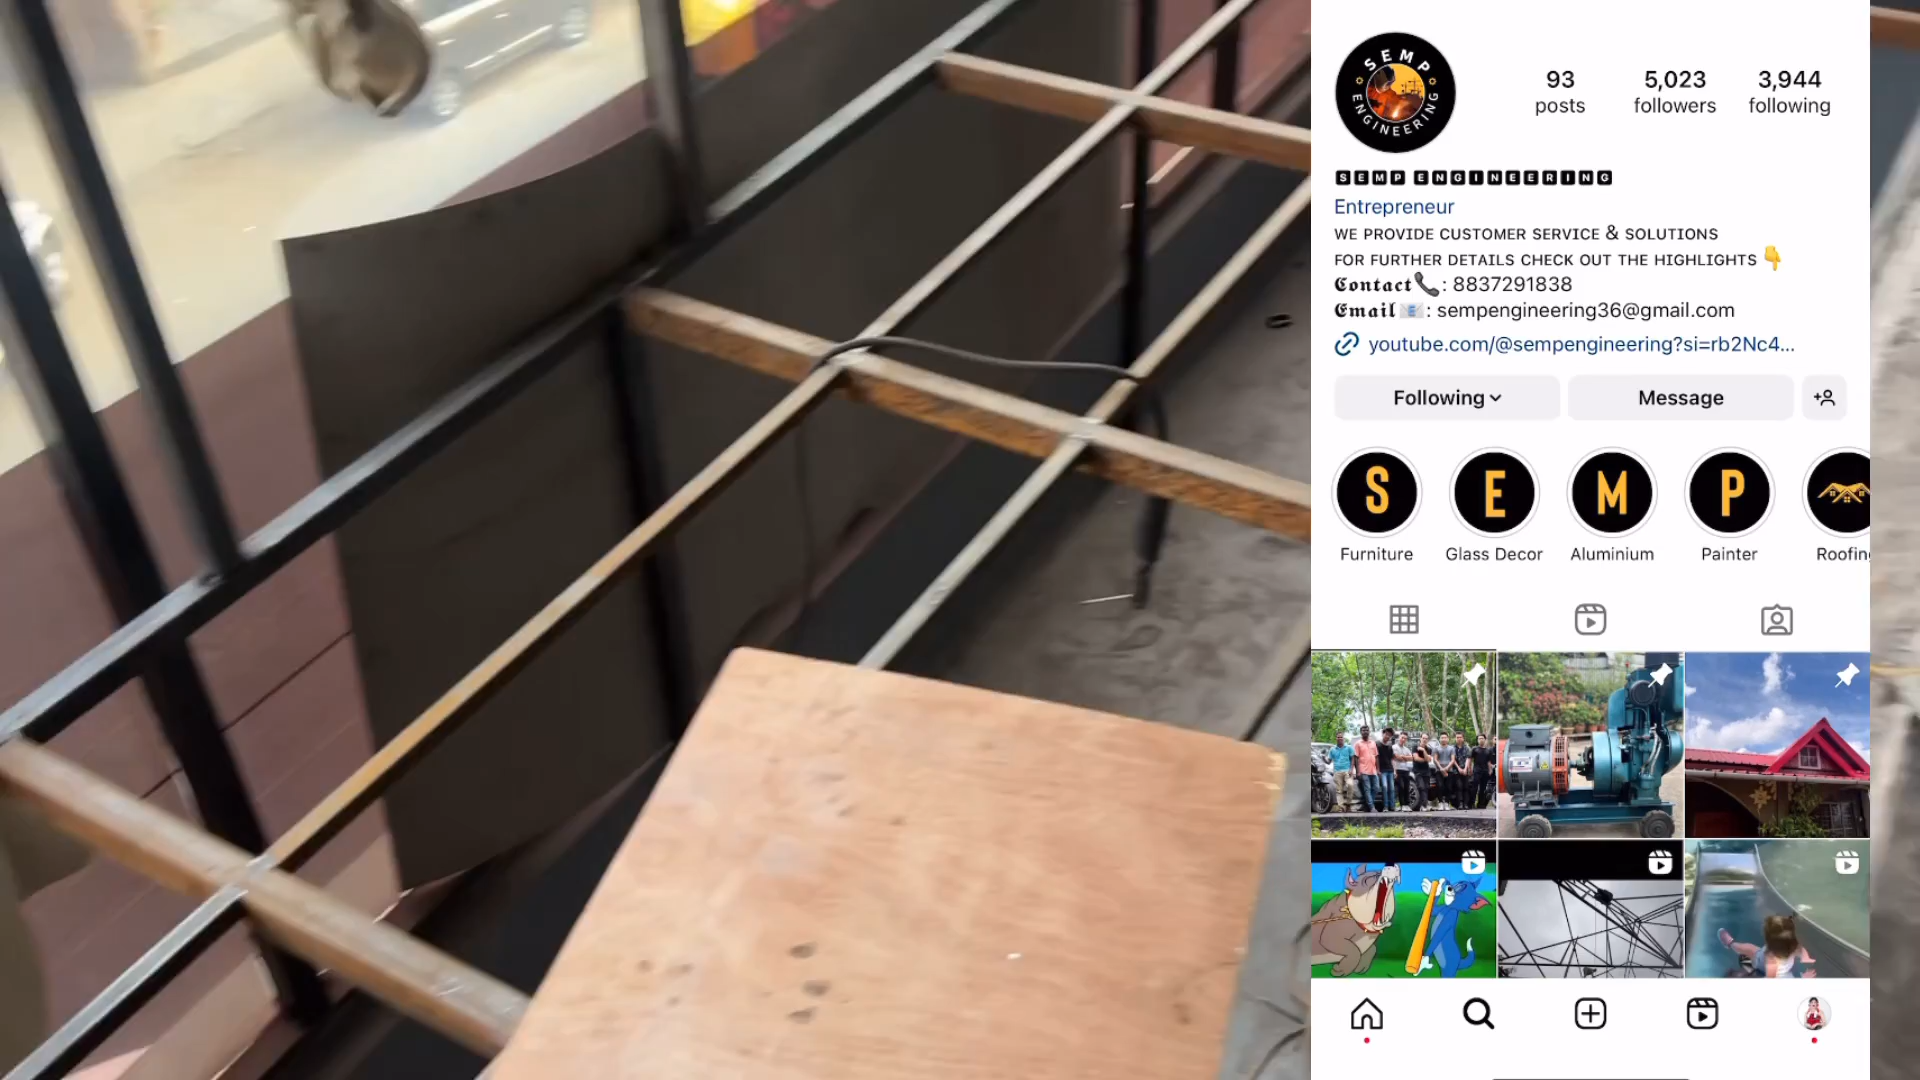 SEMP
ENGINEERING
93
posts
5,023
followers
3,944
following
SEMP ENGINEERING
Entrepreneur
WE PROVIDE CUSTOMER SERVICE & SOLUTIONS
FOR FURTHER DETAILS CHECK OUT THE HIGHLIGHTS 👇
Contact📞: 8837291838
Email📧: sempengineering36@gmail.com
youtube.com/@sempengineering?si=rb2Nc4...
Following
Message
S
E
M
P
Furniture
Glass Decor
Aluminium
Painter
Roofin